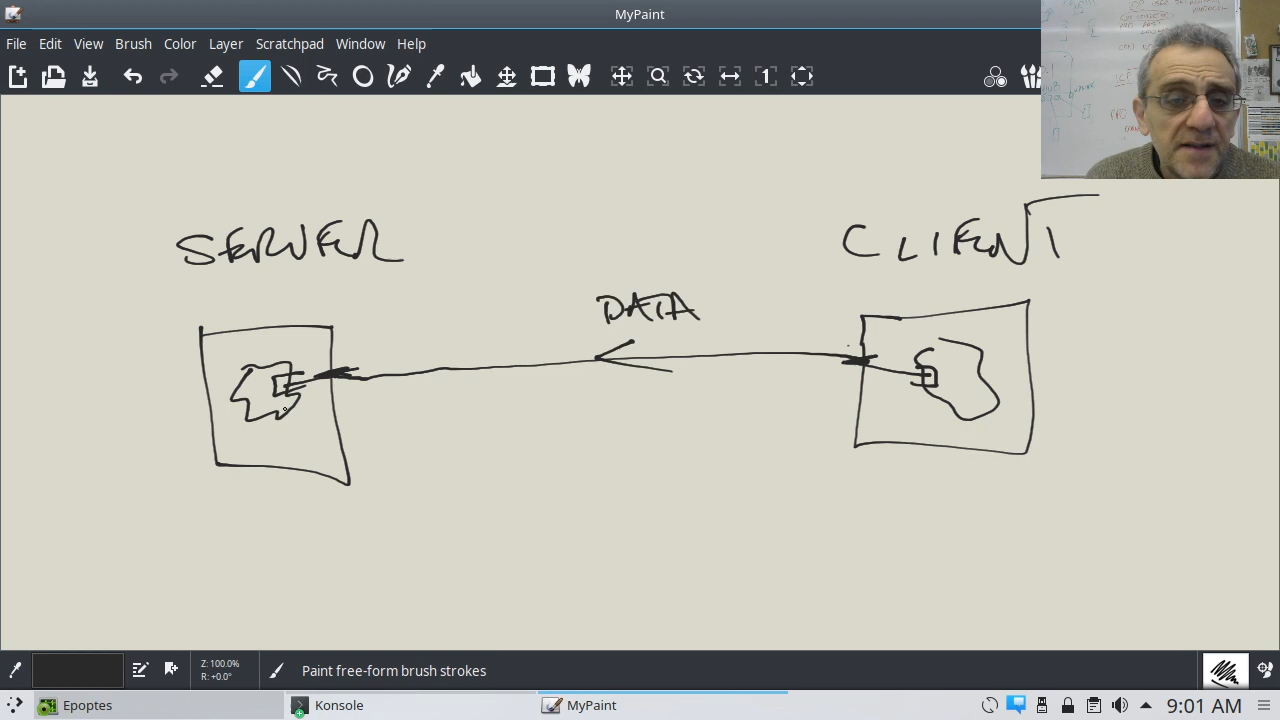 MyPaint
File Edit View Brush Color Layer Scratchpad Window Help
SERVER
CLIENT
DATA
Z: 100.0%
R: +0.0°
Paint free-form brush strokes
Epoptes
Konsole
MyPaint
9:01 AM